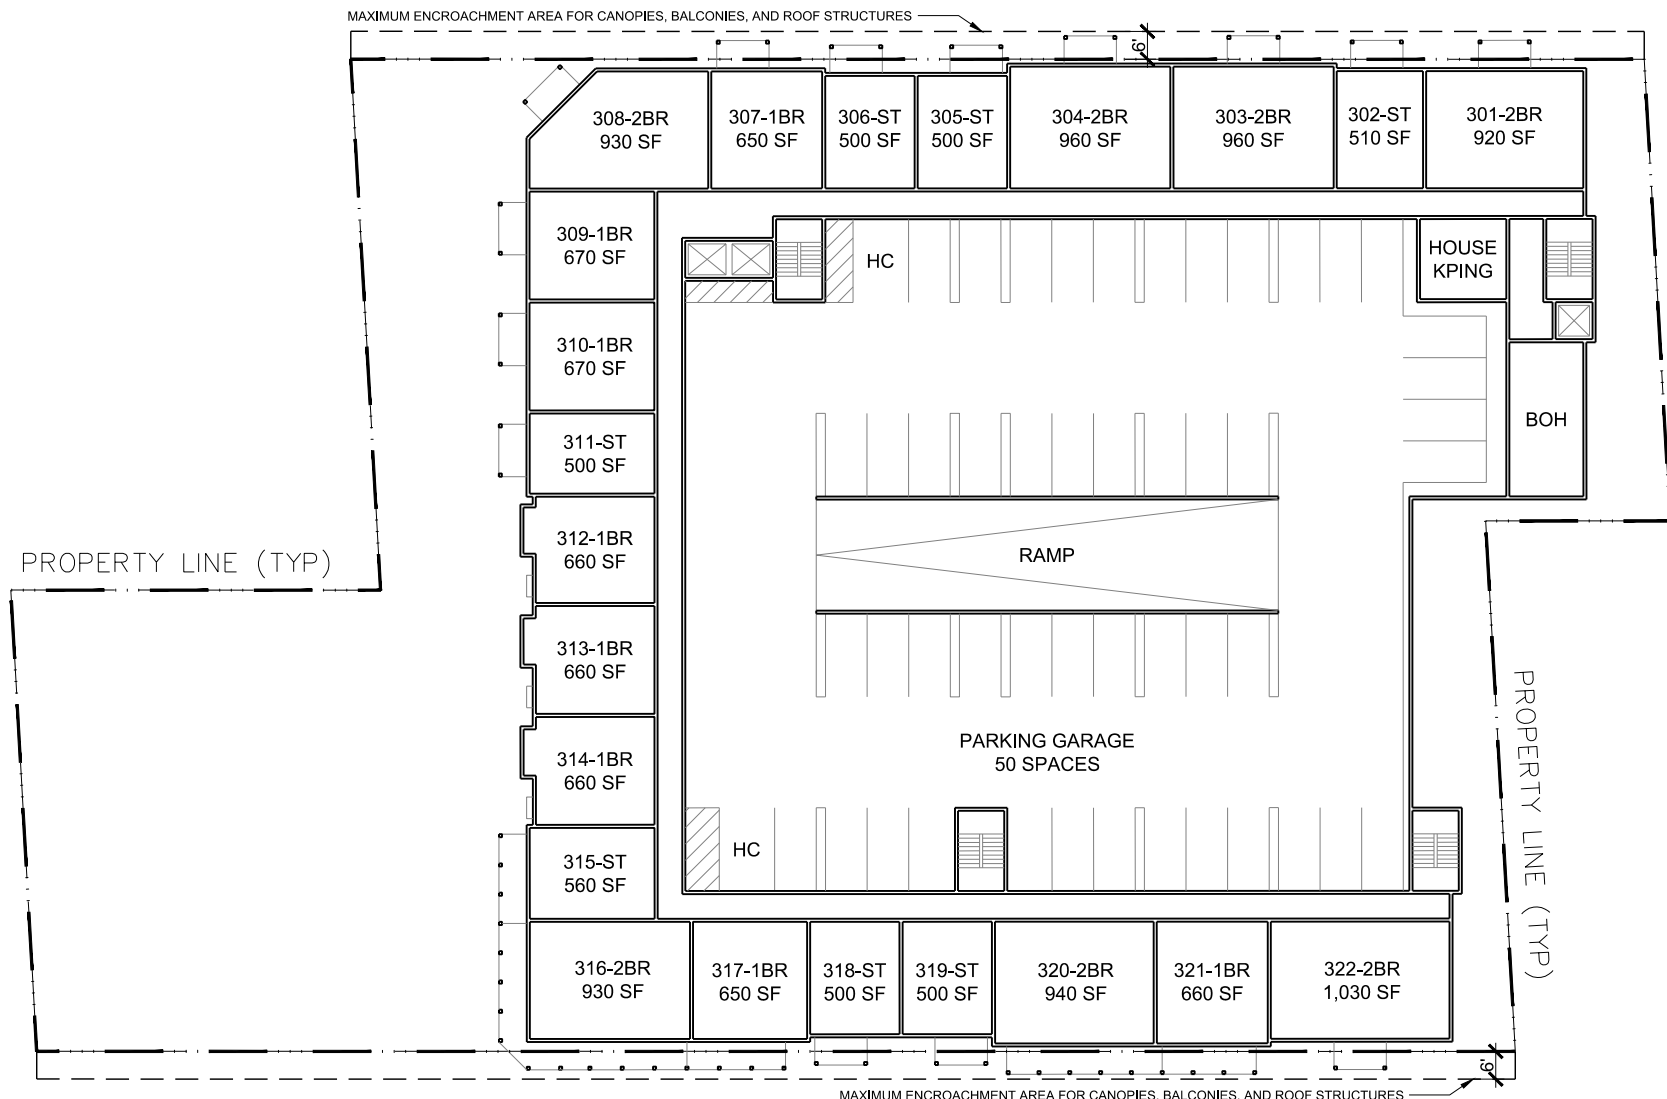 MAXIMUM ENCROACHMENT AREA FOR CANOPIES, BALCONIES, AND ROOF STRUCTURES
6'
308-2BR
930 SF
307-1BR
650 SF
306-ST
500 SF
305-ST
500 SF
304-2BR
960 SF
303-2BR
960 SF
302-ST
510 SF
301-2BR
920 SF
309-1BR
670 SF
HC
HOUSE
KPING
310-1BR
670 SF
311-ST
500 SF
BOH
312-1BR
660 SF
RAMP
PROPERTY LINE (TYP)
313-1BR
660 SF
PARKING GARAGE
50 SPACES
314-1BR
660 SF
PROPERTY LINE (TYP)
315-ST
560 SF
HC
316-2BR
930 SF
317-1BR
650 SF
318-ST
500 SF
319-ST
500 SF
320-2BR
940 SF
321-1BR
660 SF
322-2BR
1,030 SF
6'
MAXIMUM ENCROACHMENT AREA FOR CANOPIES, BALCONIES, AND ROOF STRUCTURES